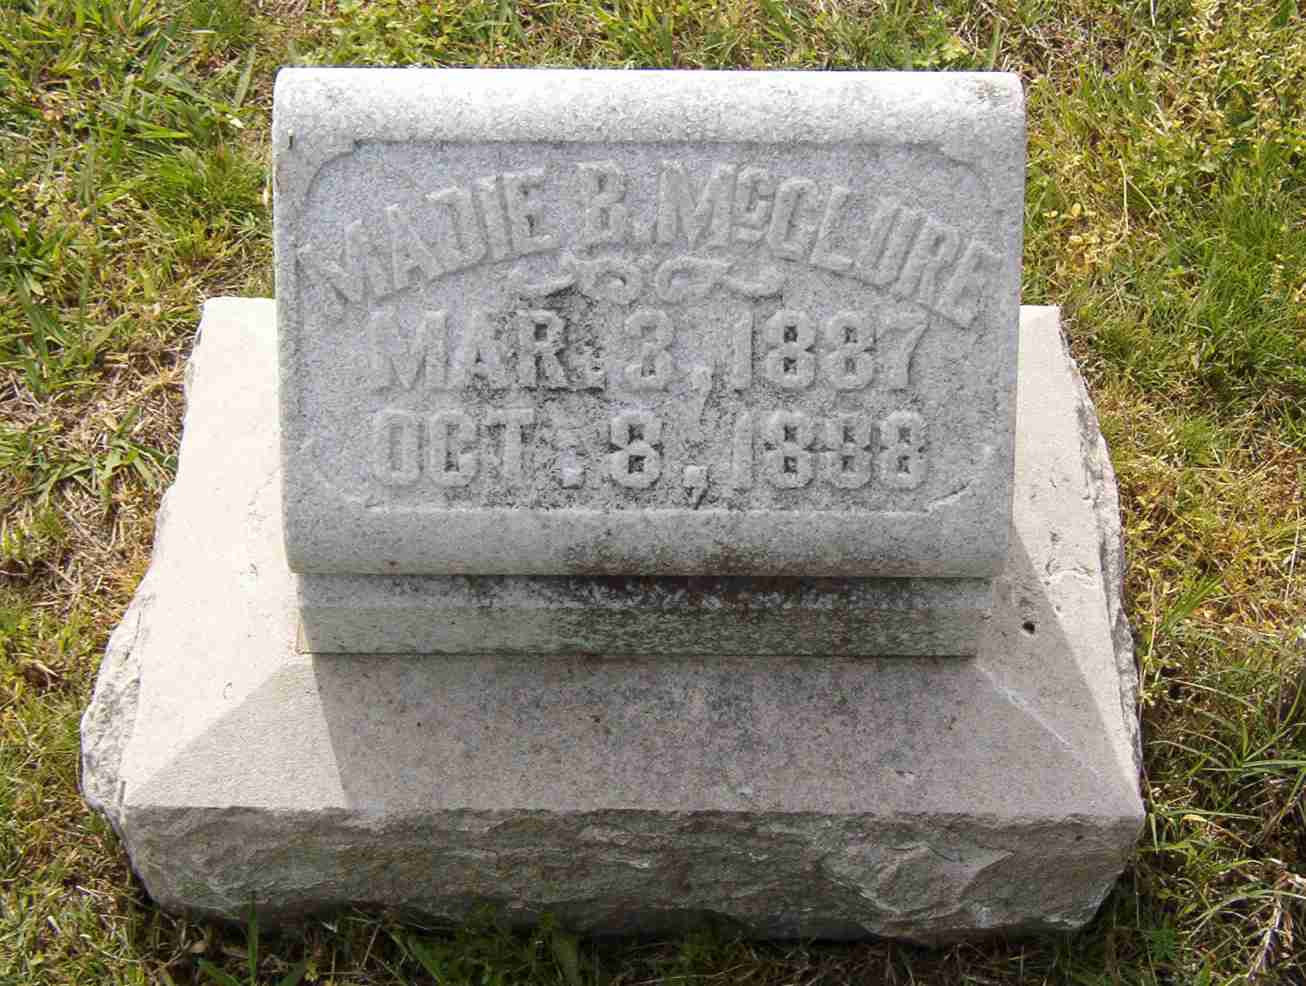 MADIE B. McCLURE
MAR. 3, 1887
OCT. 8, 1898